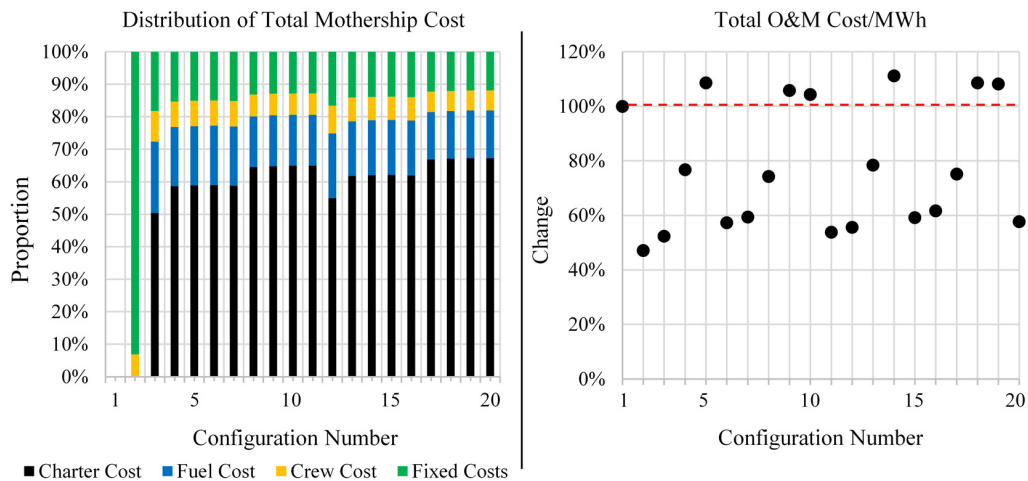 Distribution of Total Mothership Cost
100%
90%
80%
70%
60%
50%
40%
30%
20%
10%
0%
Proportion
1 5 10 15 20
Configuration Number
Charter Cost Fuel Cost Crew Cost Fixed Costs
Total O&M Cost/MWh
120%
100%
80%
60%
40%
20%
0%
Change
1 5 10 15 20
Configuration Number